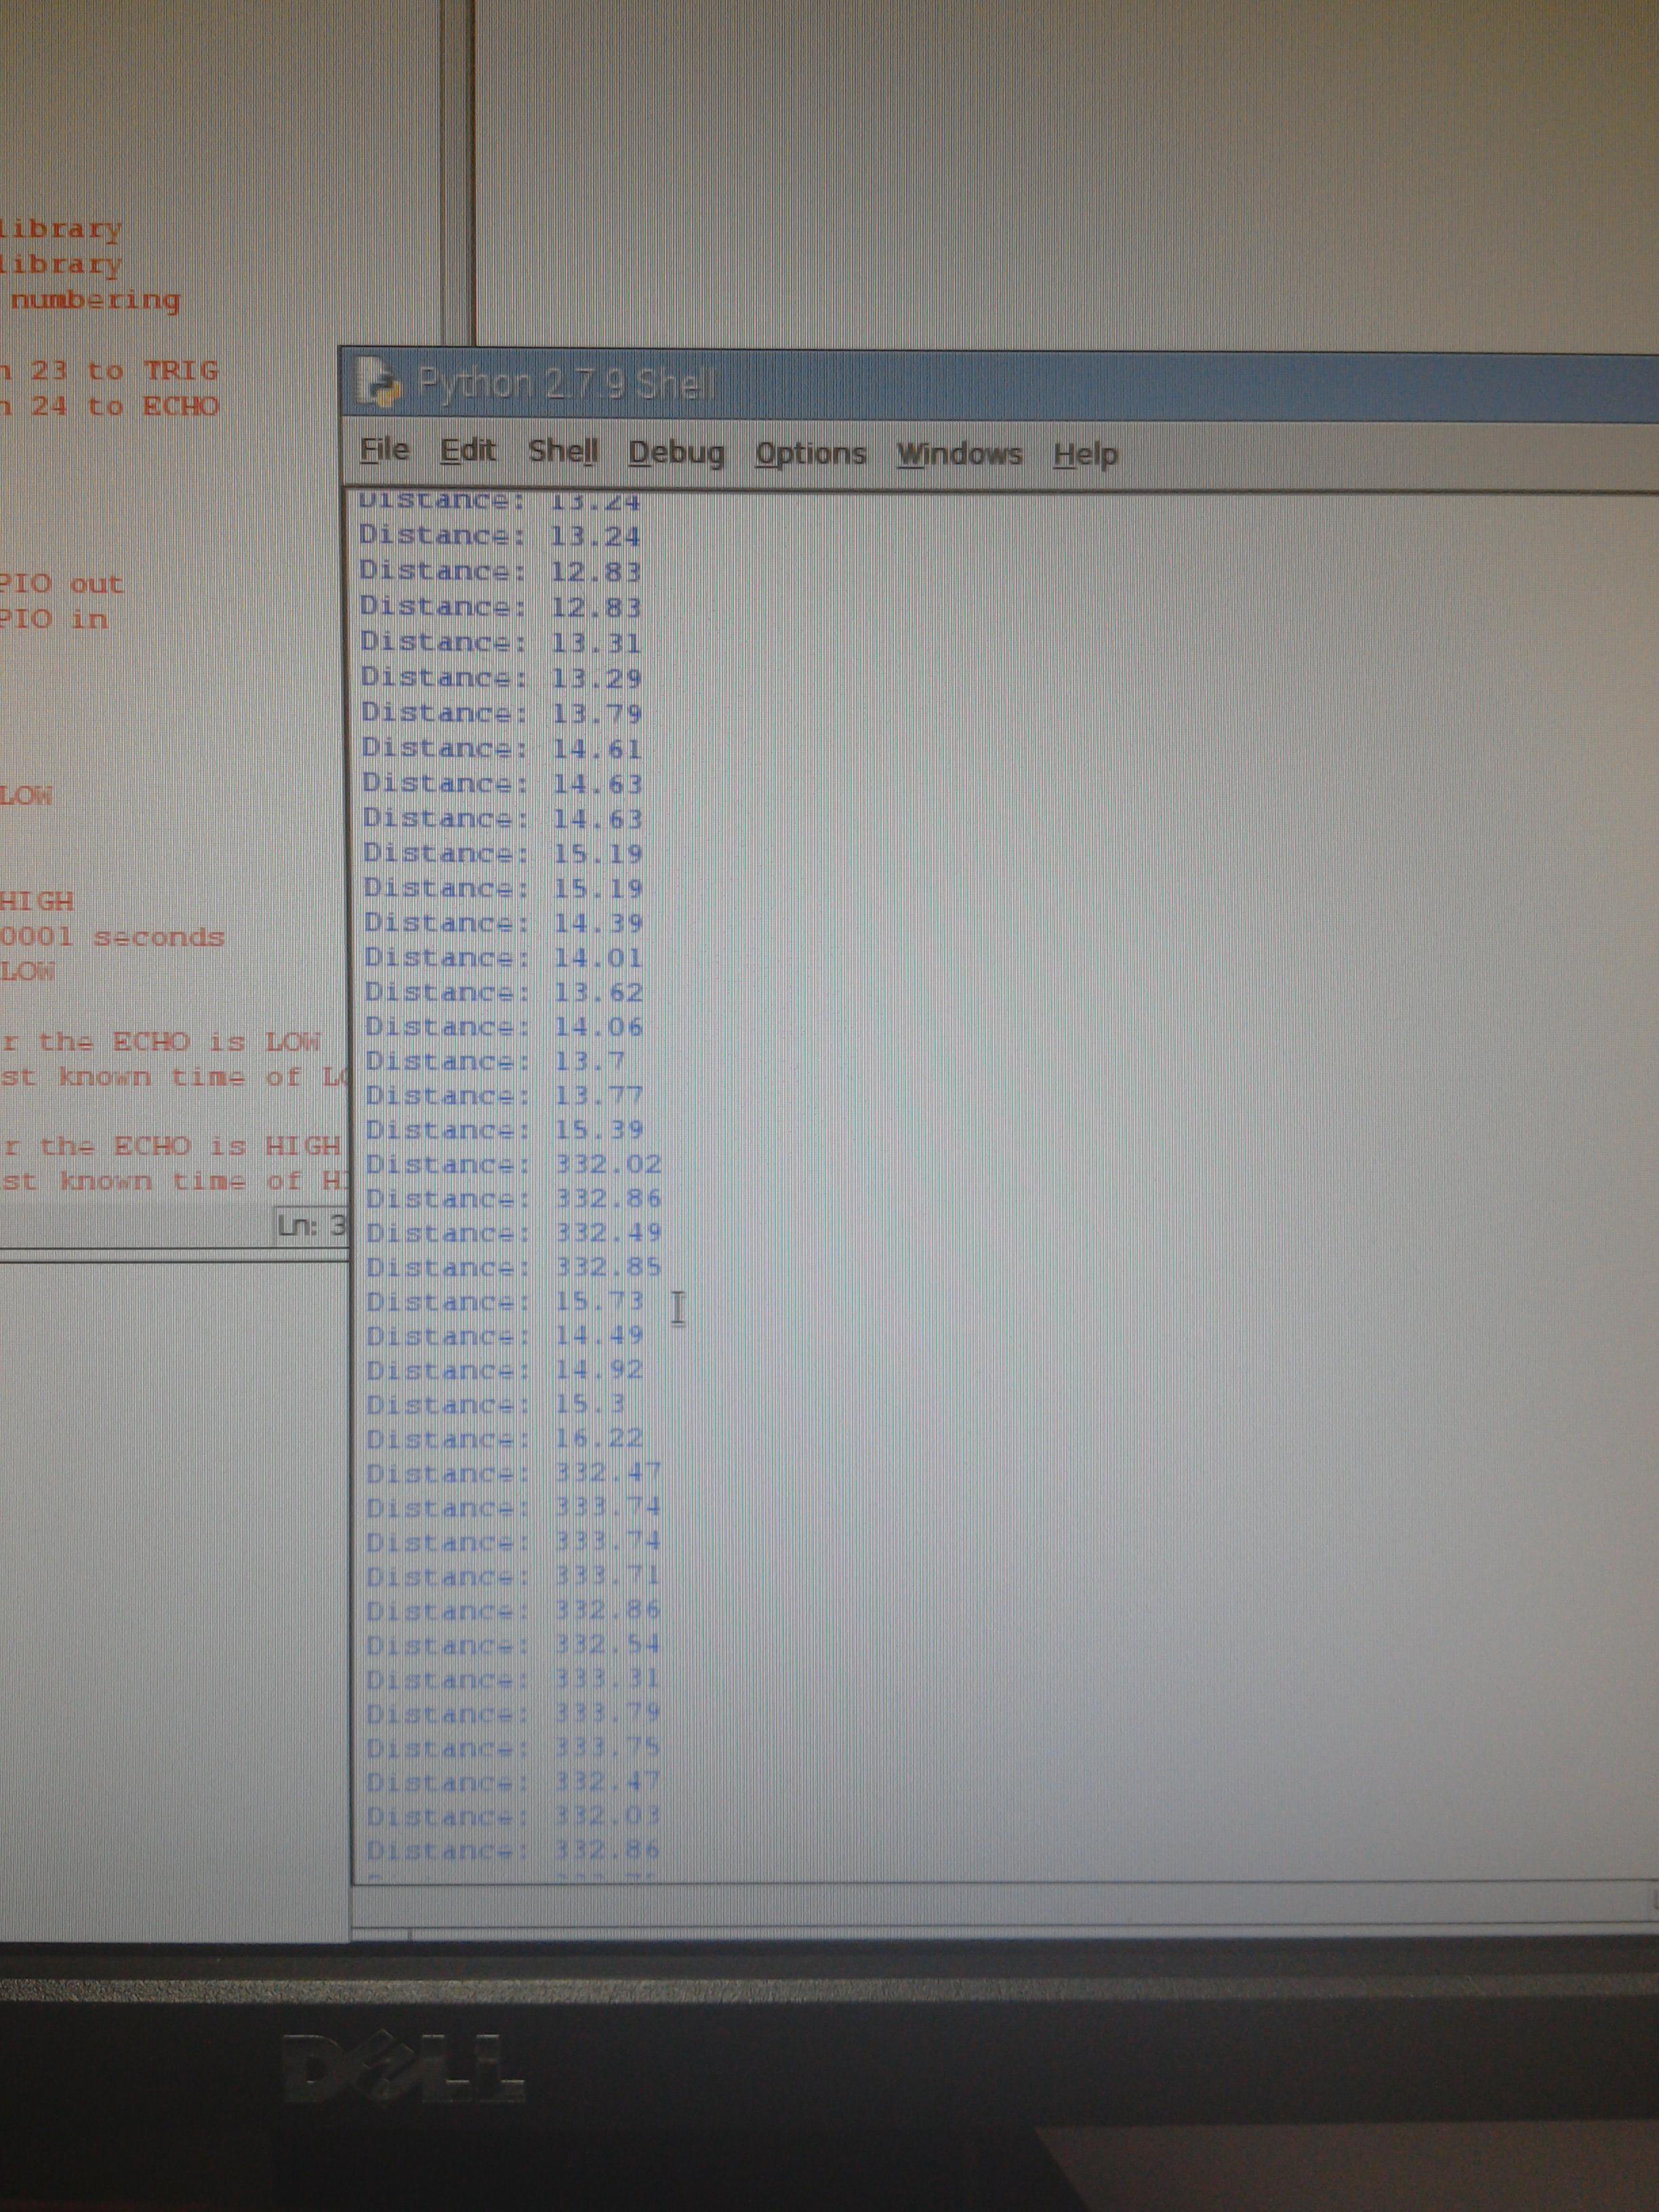 library
library
numbering
23 to TRIG
24 to ECHO
PIO out
PIO in
LOW
HIGH
0001 seconds
LOW
r the ECHO is LOW
st known time of LO
r the ECHO is HIGH
st known time of H
Ln: 3
Python 2.7.9 Shell
File Edit Shell Debug Options Windows Help
Distance: 13.24
Distance: 13.24
Distance: 12.83
Distance: 12.83
Distance: 13.31
Distance: 13.29
Distance: 13.79
Distance: 14.61
Distance: 14.63
Distance: 14.63
Distance: 15.19
Distance: 15.19
Distance: 14.39
Distance: 14.01
Distance: 13.62
Distance: 14.06
Distance: 13.7
Distance: 13.77
Distance: 15.39
Distance: 332.02
Distance: 332.86
Distance: 332.49
Distance: 332.85
Distance: 15.73
Distance: 14.49
Distance: 14.92
Distance: 15.3
Distance: 16.22
Distance: 332.47
Distance: 333.74
Distance: 333.74
Distance: 333.71
Distance: 332.86
Distance: 332.54
Distance: 333.31
Distance: 333.79
Distance: 333.75
Distance: 332.47
Distance: 332.03
Distance: 332.86
DELL